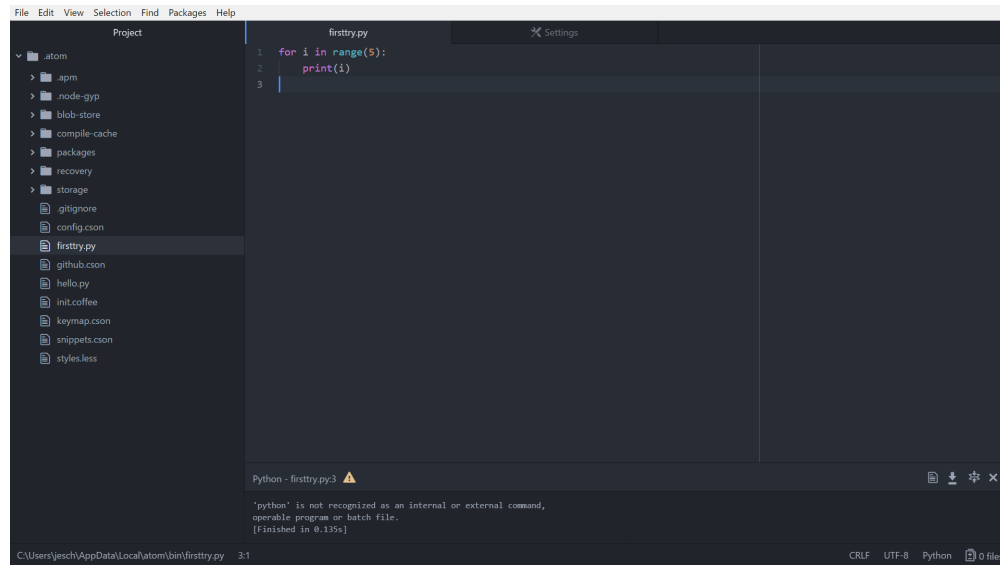 File Edit View Selection Find Packages Help
Project
firsttry.py
Settings
.atom
.apm
.node-gyp
blob-store
compile-cache
packages
recovery
storage
.gitignore
config.cson
firsttry.py
github.cson
hello.py
init.coffee
keymap.cson
snippets.cson
styles.less
1 for i in range(5):
2     print(i)
3
Python - firsttry.py:3
'python' is not recognized as an internal or external command,
operable program or batch file.
[Finished in 0.135s]
C:\Users\jesch\AppData\Local\atom\bin\firsttry.py 3:1 CRLF UTF-8 Python 0 files